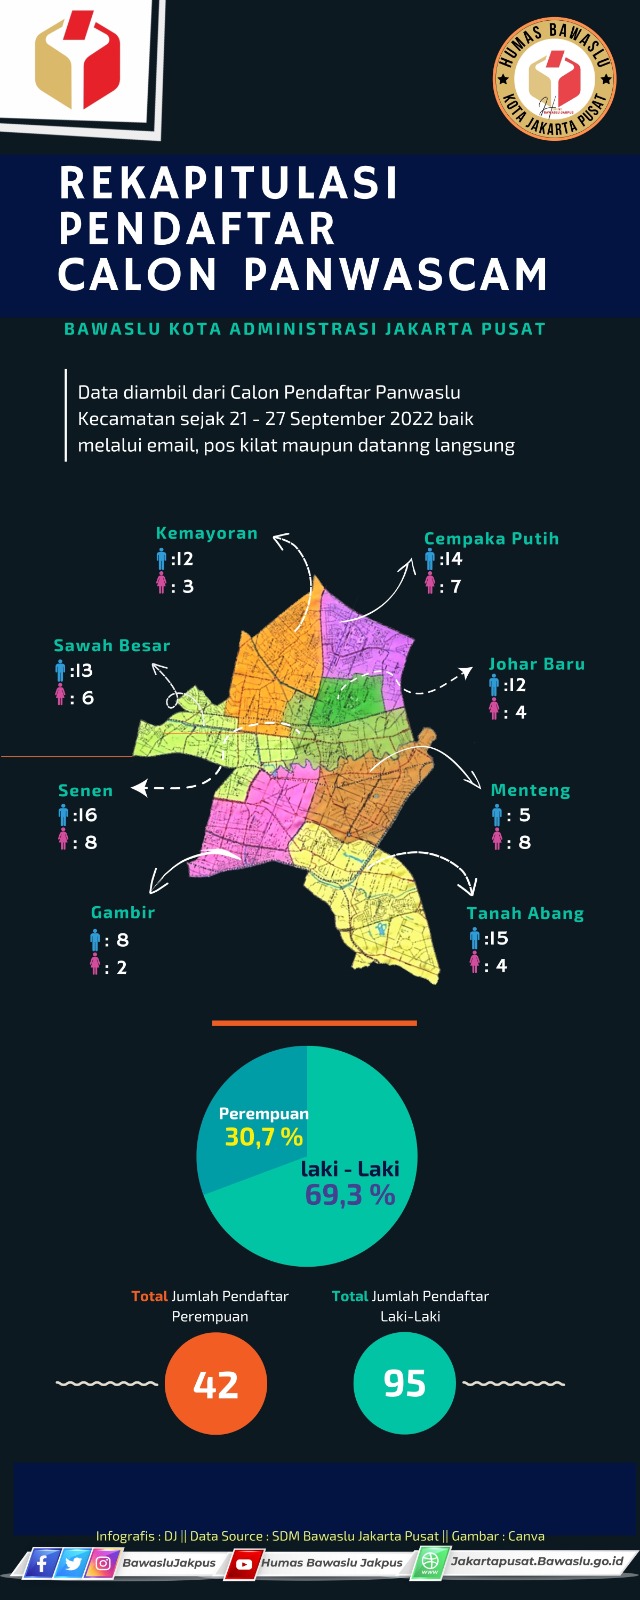 HUMAS BAWASLU
KOTA JAKARTA PUSAT
REKAPITULASI
PENDAFTAR
CALON PANWASCAM
BAWASLU KOTA ADMINISTRASI JAKARTA PUSAT
Data diambil dari Calon Pendaftar Panwaslu
Kecamatan sejak 21 - 27 September 2022 baik
melalui email, pos kilat maupun datanng langsung
Kemayoran
:12
: 3
Cempaka Putih
:14
: 7
Sawah Besar
:13
: 6
Johar Baru
:12
: 4
Senen
:16
: 8
Menteng
: 5
: 8
Gambir
: 8
: 2
Tanah Abang
:15
: 4
Perempuan
30,7 %
laki - Laki
69,3 %
Total Jumlah Pendaftar
Perempuan
Total Jumlah Pendaftar
Laki-Laki
42
95
Infografis : DJ || Data Source : SDM Bawaslu Jakarta Pusat || Gambar : Canva
BawasluJakpus
Humas Bawaslu Jakpus
www
Jakartapusat.Bawaslu.go.id